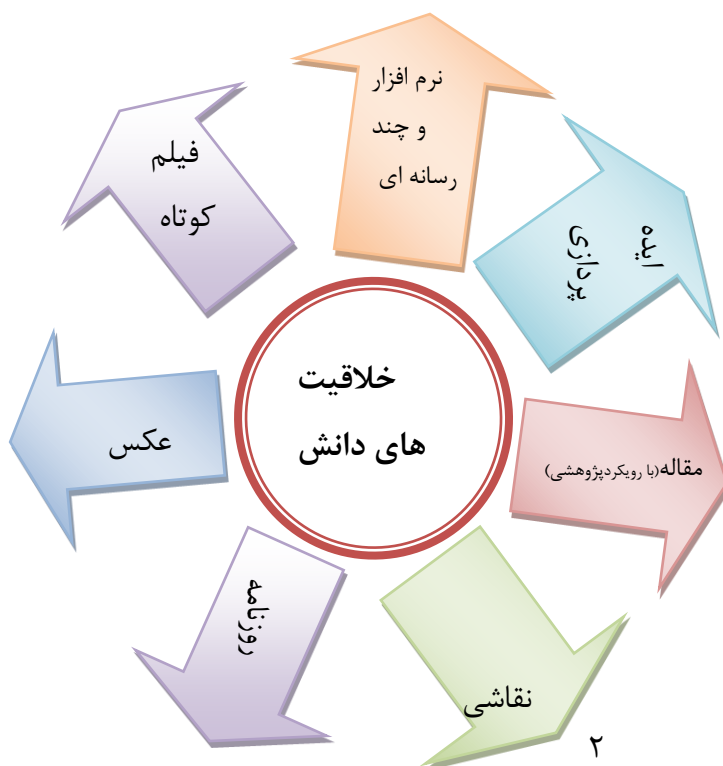 نرم افزار
و چند
رسانه ای
ایده
پردازی
مقاله(با رویکردپژوهشی)
نقاشی
روزنامه
عکس
فیلم
کوتاه
خلاقیت
های دانش
۲